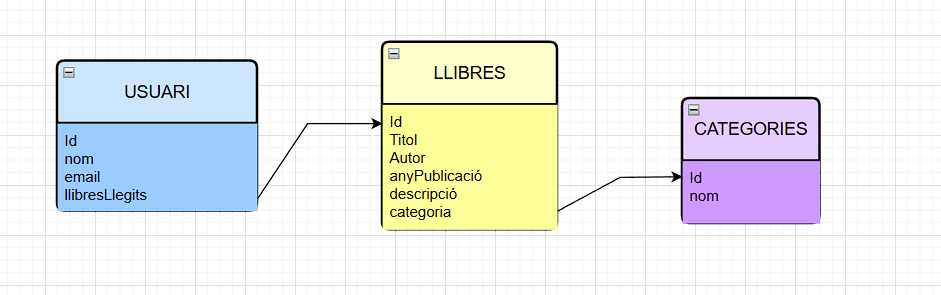 USUARI
Id
nom
email
llibresLlegits
LLIBRES
Id
Titol
Autor
anyPublicació
descripció
categoria
CATEGORIES
Id
nom